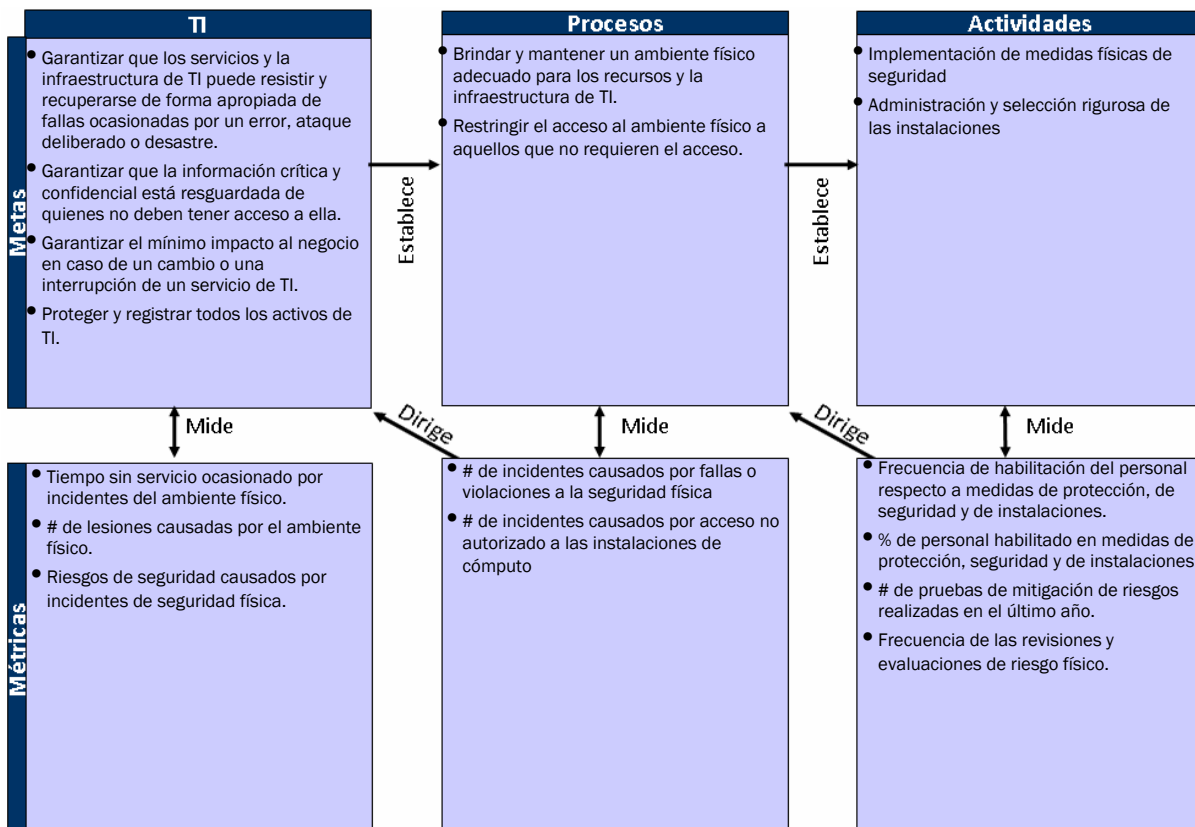 TI
Procesos
Actividades
Metas
• Garantizar que los servicios y la
infraestructura de TI puede resistir y
recuperarse de forma apropiada de
fallas ocasionadas por un error, ataque
deliberado o desastre.
• Garantizar que la información crítica y
confidencial está resguardada de
quienes no deben tener acceso a ella.
• Garantizar el mínimo impacto al negocio
en caso de un cambio o una
interrupción de un servicio de TI.
• Proteger y registrar todos los activos de
TI.
Establece
• Brindar y mantener un ambiente físico
adecuado para los recursos y la
infraestructura de TI.
• Restringir el acceso al ambiente físico a
aquellos que no requieren el acceso.
Establece
• Implementación de medidas físicas de
seguridad
• Administración y selección rigurosa de
las instalaciones
Mide
Dirige
Mide
Dirige
Mide
Métricas
• Tiempo sin servicio ocasionado por
incidentes del ambiente físico.
• # de lesiones causadas por el ambiente
físico.
• Riesgos de seguridad causados por
incidentes de seguridad física.
• # de incidentes causados por fallas o
violaciones a la seguridad física
• # de incidentes causados por acceso no
autorizado a las instalaciones de
cómputo
• Frecuencia de habilitación del personal
respecto a medidas de protección, de
seguridad y de instalaciones.
• % de personal habilitado en medidas de
protección, seguridad y de instalaciones
• # de pruebas de mitigación de riesgos
realizadas en el último año.
• Frecuencia de las revisiones y
evaluaciones de riesgo físico.